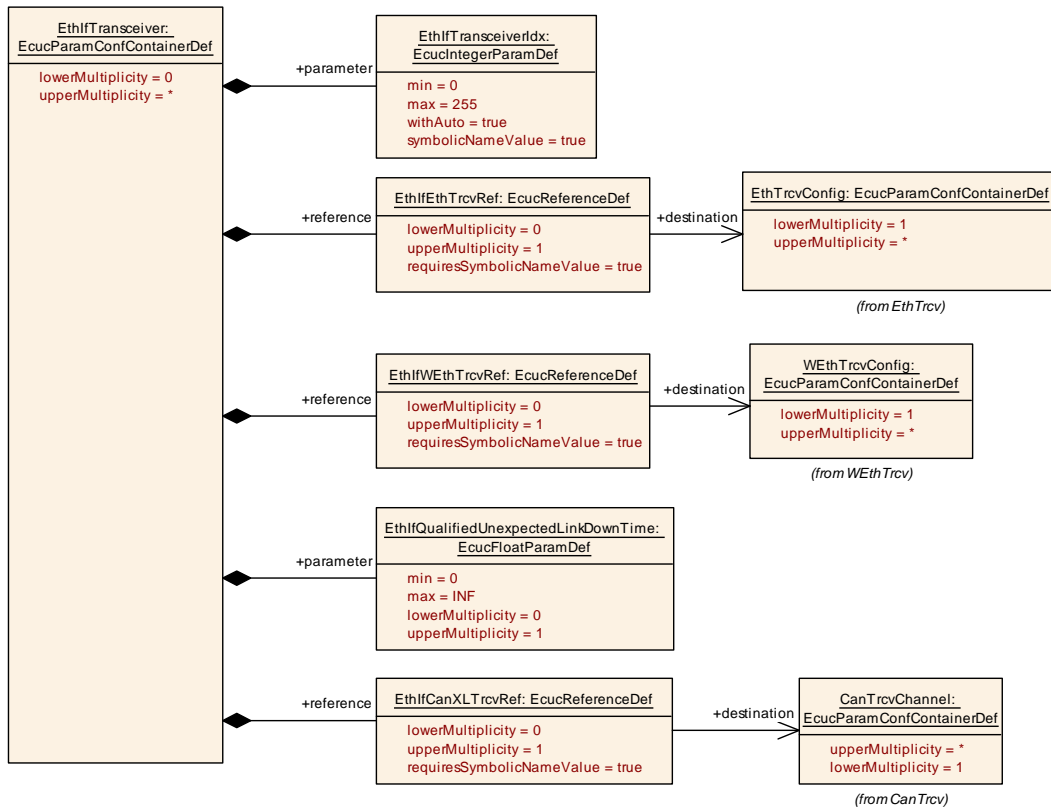 EthIfTransceiver:
EcucParamConfContainerDef
lowerMultiplicity = 0
upperMultiplicity = *
+parameter
EthIfTransceiverIdx:
EcucIntegerParamDef
min = 0
max = 255
withAuto = true
symbolicNameValue = true
+reference
EthIfEthTrcvRef: EcucReferenceDef
lowerMultiplicity = 0
upperMultiplicity = 1
requiresSymbolicNameValue = true
+destination
EthTrcvConfig: EcucParamConfContainerDef
lowerMultiplicity = 1
upperMultiplicity = *
(from EthTrcv)
+reference
EthIfWEthTrcvRef: EcucReferenceDef
lowerMultiplicity = 0
upperMultiplicity = 1
requiresSymbolicNameValue = true
+destination
WEthTrcvConfig:
EcucParamConfContainerDef
lowerMultiplicity = 1
upperMultiplicity = *
(from WEthTrcv)
+parameter
EthIfQualifiedUnexpectedLinkDownTime:
EcucFloatParamDef
min = 0
max = INF
lowerMultiplicity = 0
upperMultiplicity = 1
+reference
EthIfCanXLTrcvRef: EcucReferenceDef
lowerMultiplicity = 0
upperMultiplicity = 1
requiresSymbolicNameValue = true
+destination
CanTrcvChannel:
EcucParamConfContainerDef
upperMultiplicity = *
lowerMultiplicity = 1
(from CanTrcv)